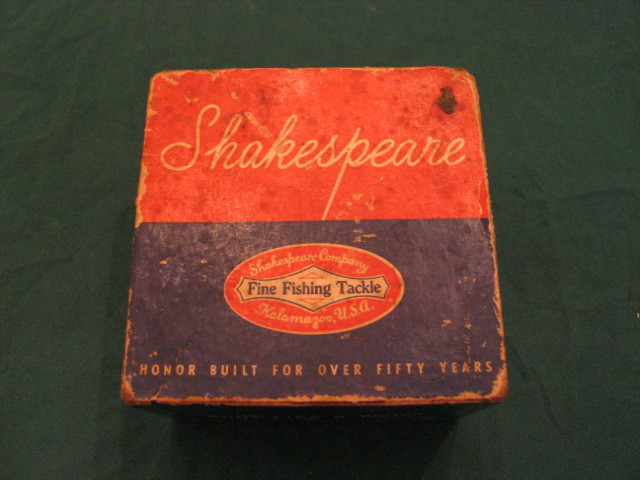 Shakespeare
Shakespeare Company
Fine Fishing Tackle
Kalamazoo, U.S.A.
HONOR BUILT FOR OVER FIFTY YEARS